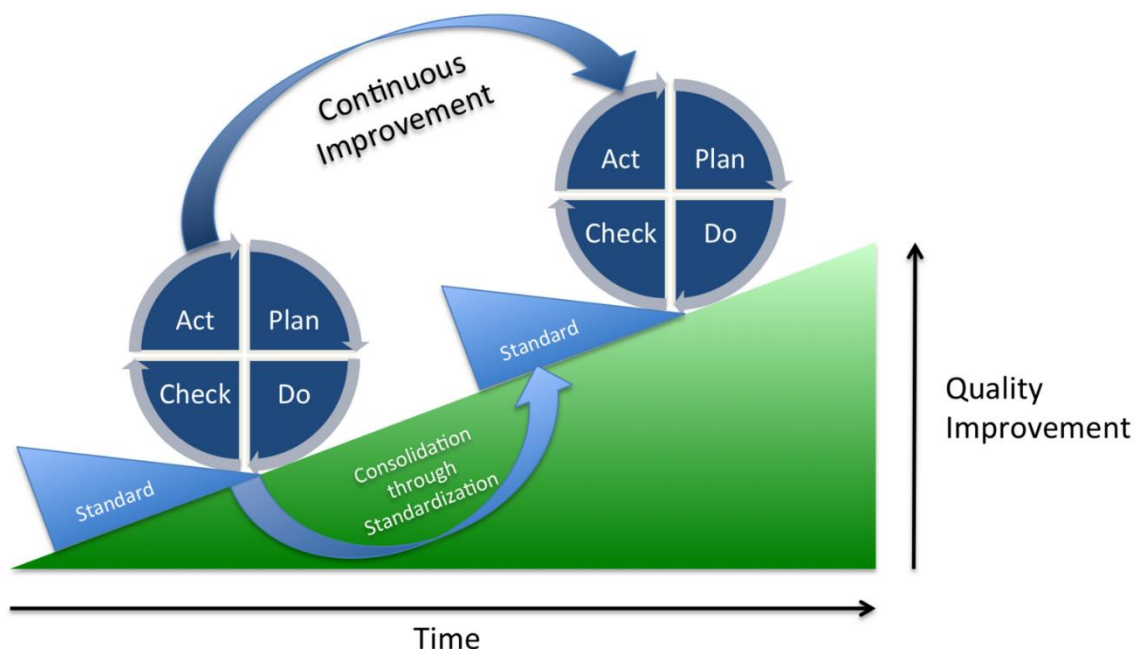 Continuous
Improvement
Act
Plan
Check
Do
Act
Plan
Check
Do
Standard
Standard
Consolidation
through
Standardization
Quality
Improvement
Time